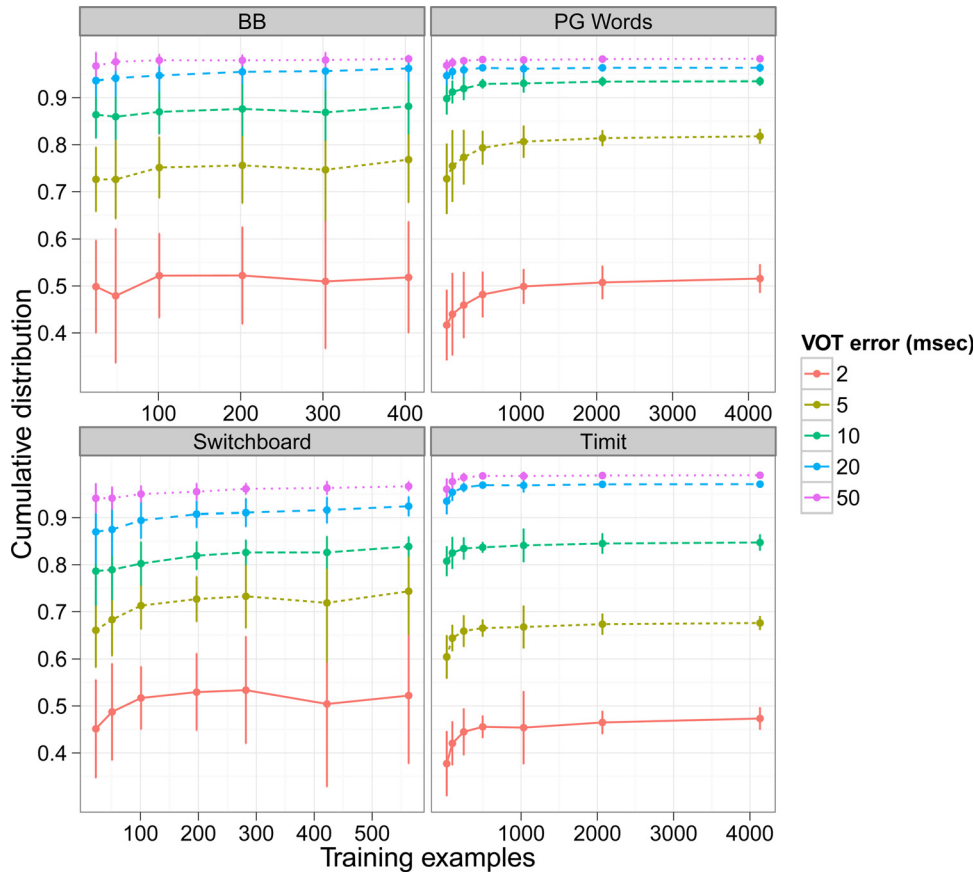 BB
PG Words
0.9
0.8
0.7
0.6
0.5
0.4
100 200 300 400
1000 2000 3000 4000
Switchboard
Timit
0.9
0.8
0.7
0.6
0.5
0.4
100 200 300 400 500
1000 2000 3000 4000
Cumulative distribution
Training examples
VOT error (msec)
2
5
10
20
50